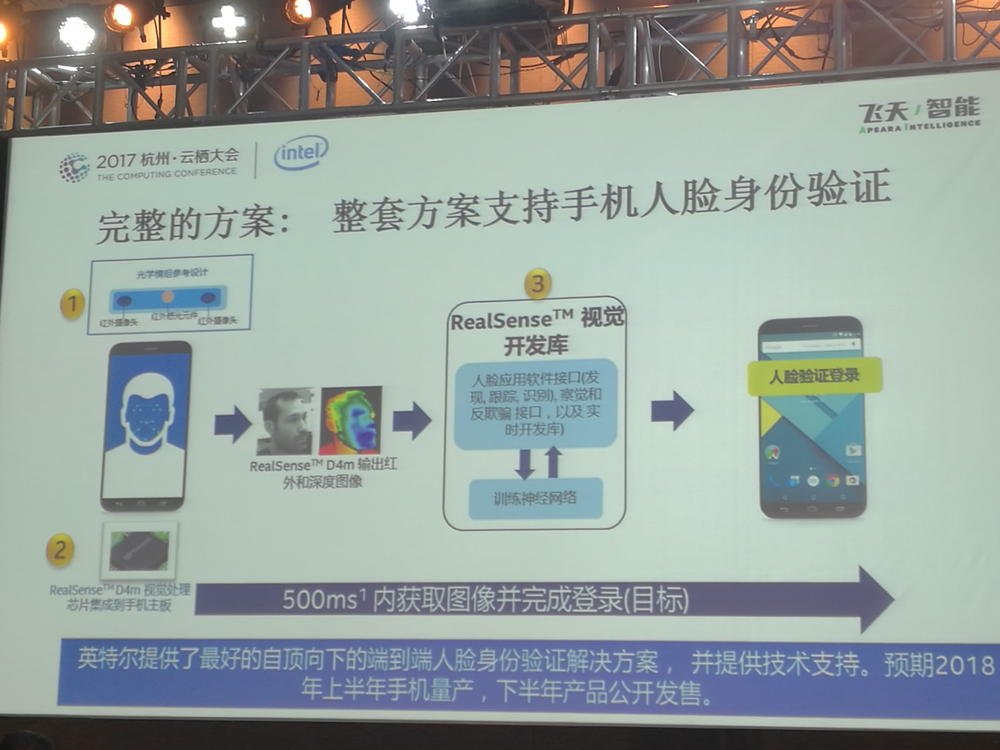 飞天 / 智能
APSARA INTELLIGENCE
2017 杭州·云栖大会
THE COMPUTING CONFERENCE
intel
完整的方案: 整套方案支持手机人脸身份验证
1
光学模组参考设计
红外摄像头
红外感光元件
红外摄像头
RealSense™ D4m 输出红
外和深度图像
3
RealSense™ 视觉
开发库
人脸应用软件接口(发
现, 跟踪, 识别), 察觉和
反欺骗 接口，以及 实
时开发库)
训练神经网络
Google
人脸验证登录
2
RealSense™ D4m 视觉处理
芯片集成到手机主板
500ms¹ 内获取图像并完成登录(目标)
英特尔提供了最好的自顶向下的端到端人脸身份验证解决方案， 并提供技术支持。预期2018
年上半年手机量产，下半年产品公开发售。